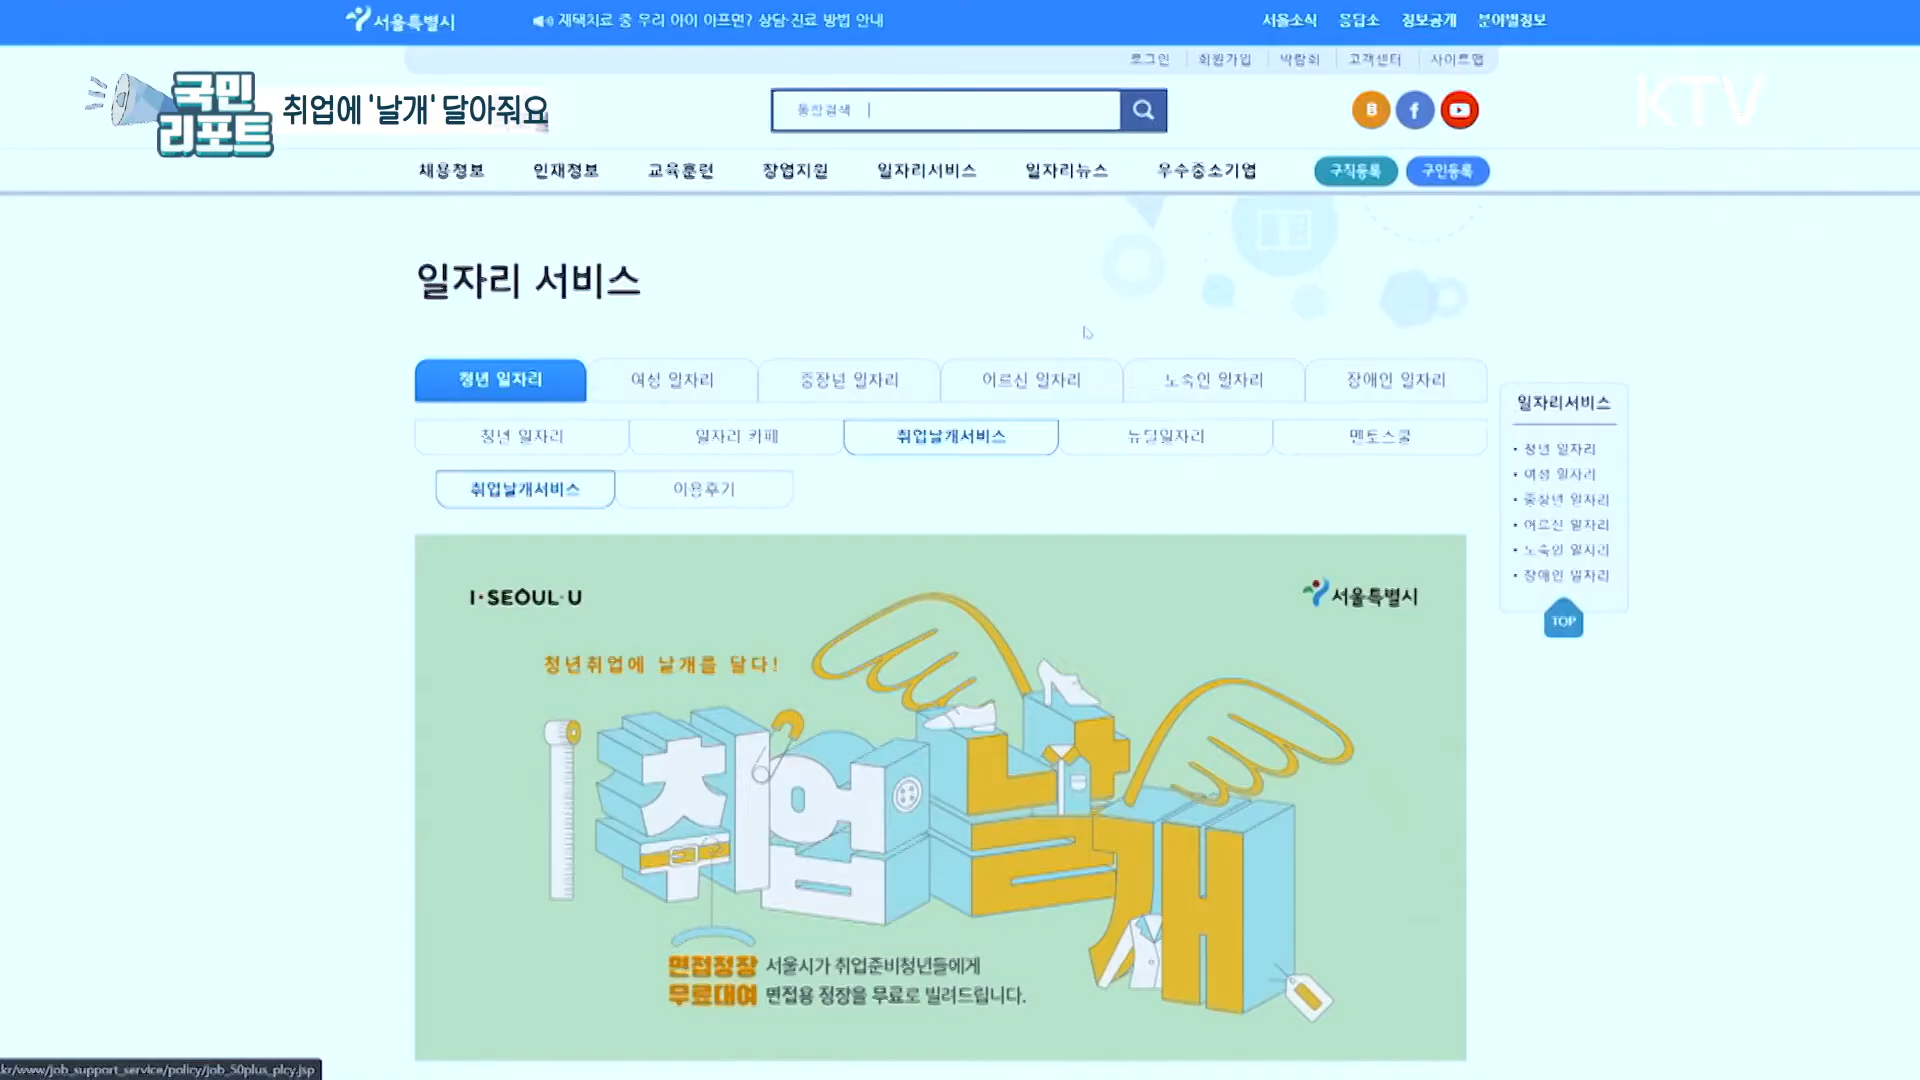 서울특별시
재택치료 중 우리 아이 아프면? 상담·진료 방법 안내
서울소식 응답소 정보공개 분야별정보
로그인 회원가입 박람회 고객센터 사이트맵
국민
리포트
취업에 '날개' 달아줘요
통합검색
KTV
채용정보 인재정보 교육훈련 창업지원 일자리서비스 일자리뉴스 우수중소기업 구직등록 구인등록
일자리 서비스
청년 일자리 여성 일자리 중장년 일자리 어르신 일자리 노숙인 일자리 장애인 일자리
청년 일자리 일자리 카페 취업날개서비스 뉴딜일자리 멘토스쿨
취업날개서비스 이용후기
일자리서비스
청년 일자리
여성 일자리
중장년 일자리
어르신 일자리
노숙인 일자리
장애인 일자리
TOP
I·SEOUL·U
서울특별시
청년취업에 날개를 달다!
취업날개
면접정장 서울시가 취업준비청년들에게
무료대여 면접용 정장을 무료로 빌려드립니다.
.kr/www/job_support_service/policy/job_50plus_plcy.jsp